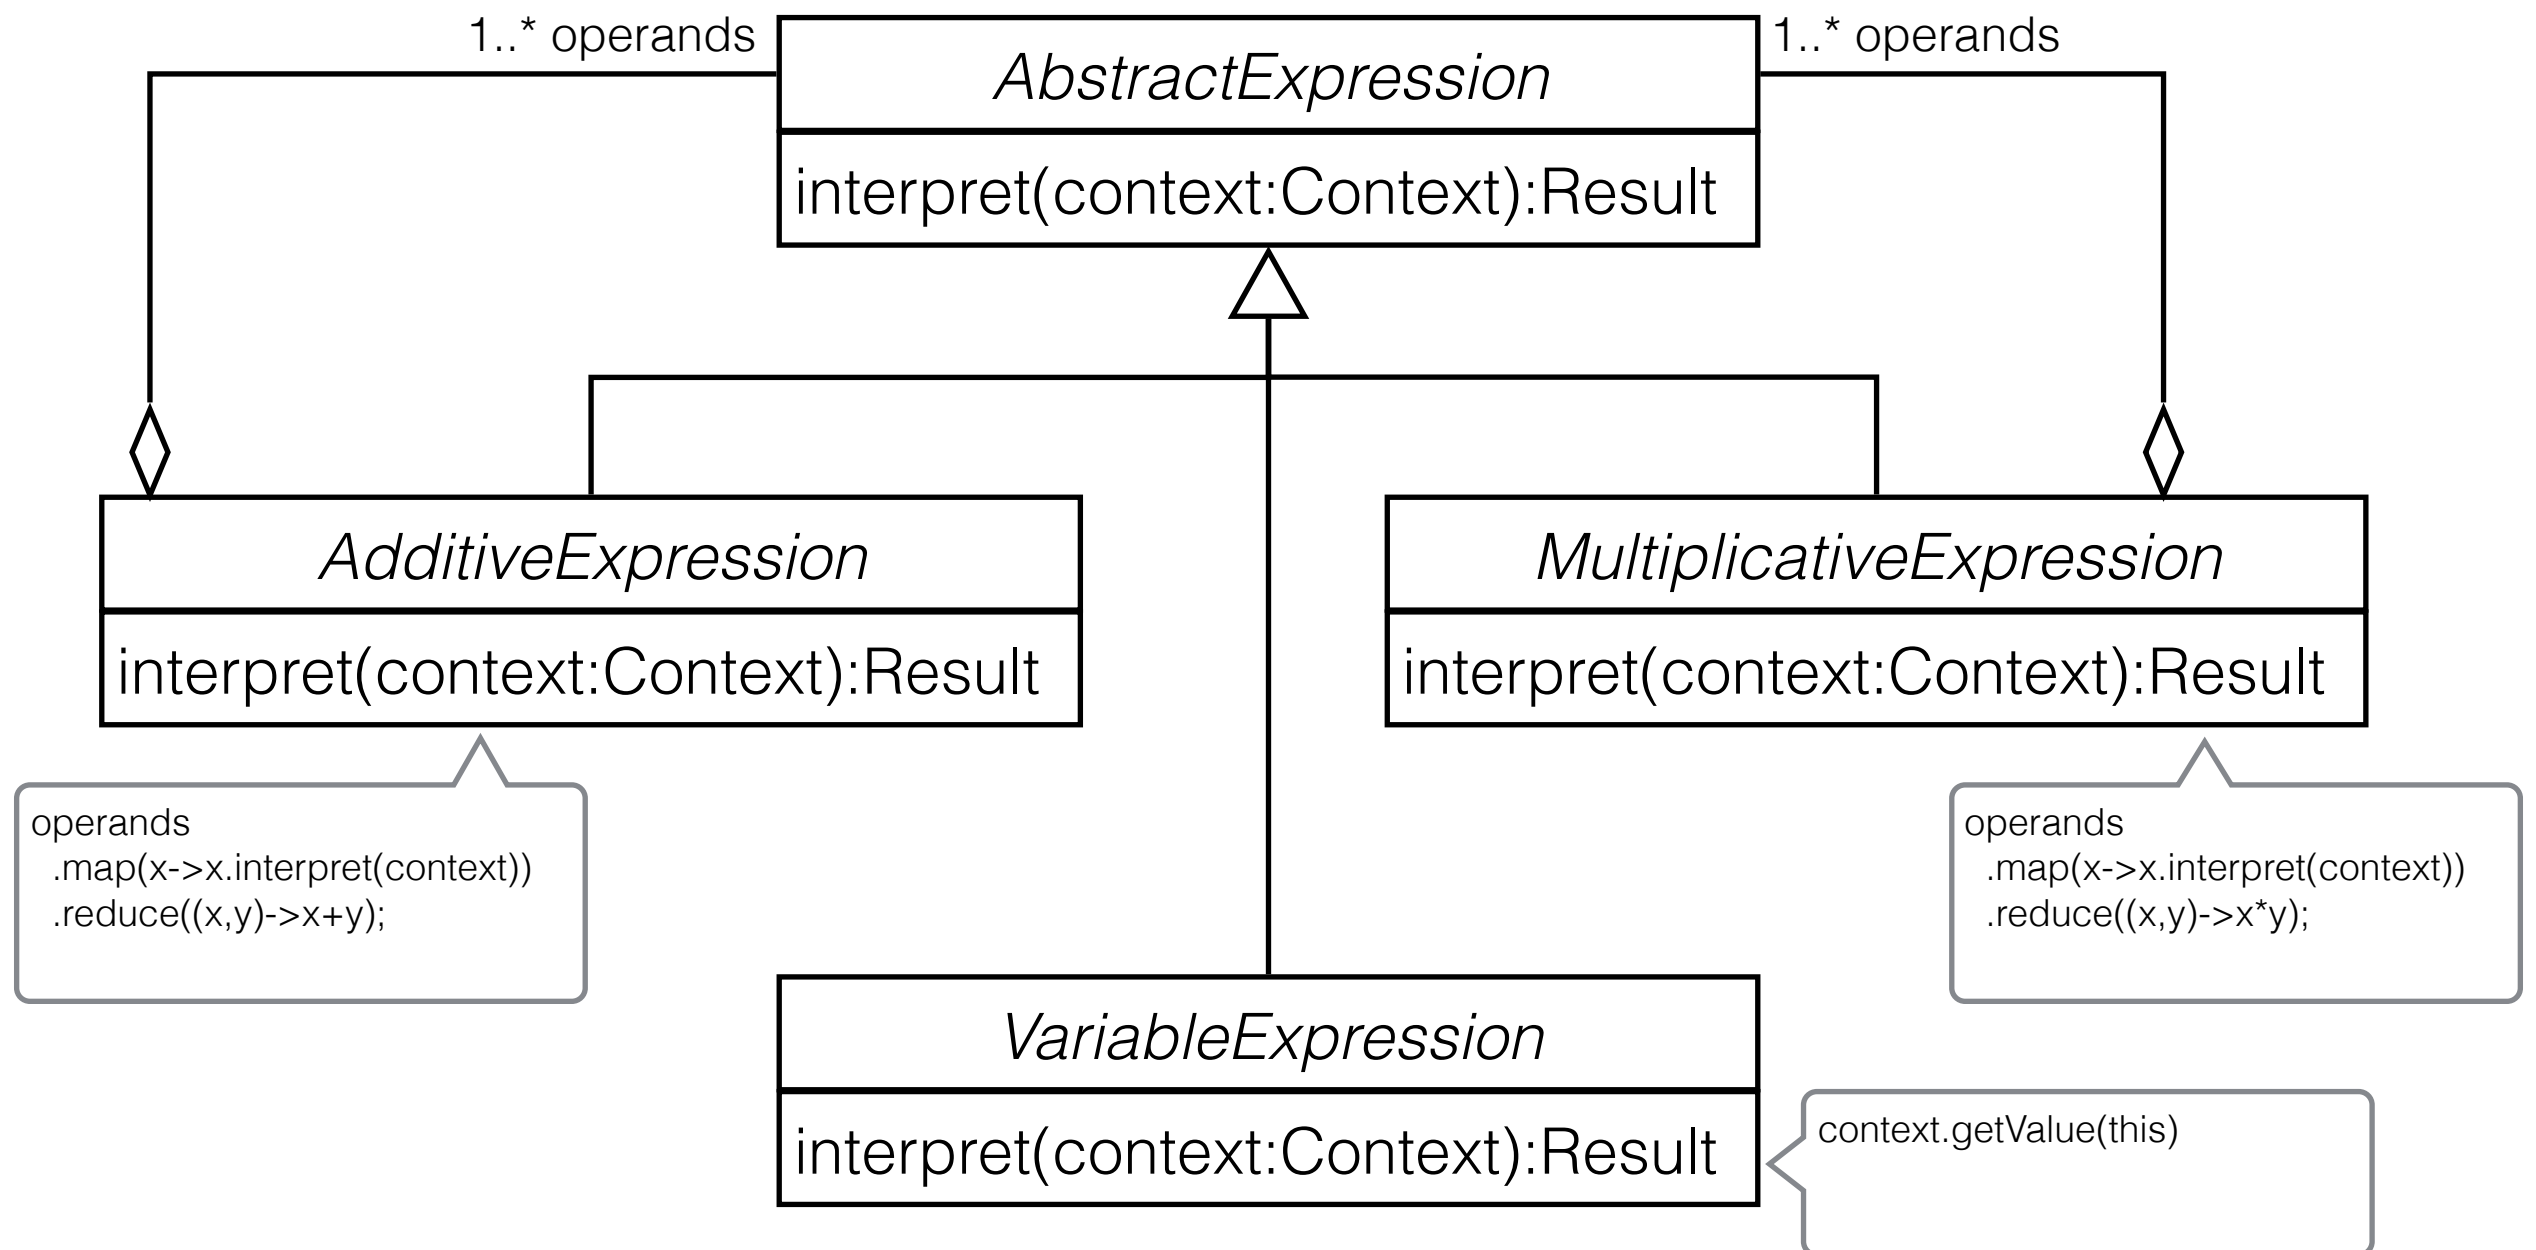 1..* operands
AbstractExpression
1..* operands
interpret(context:Context):Result
AdditiveExpression
interpret(context:Context):Result
MultiplicativeExpression
interpret(context:Context):Result
operands
.map(x->x.interpret(context))
.reduce((x,y)->x+y);
operands
.map(x->x.interpret(context))
.reduce((x,y)->x*y);
VariableExpression
interpret(context:Context):Result
context.getValue(this)